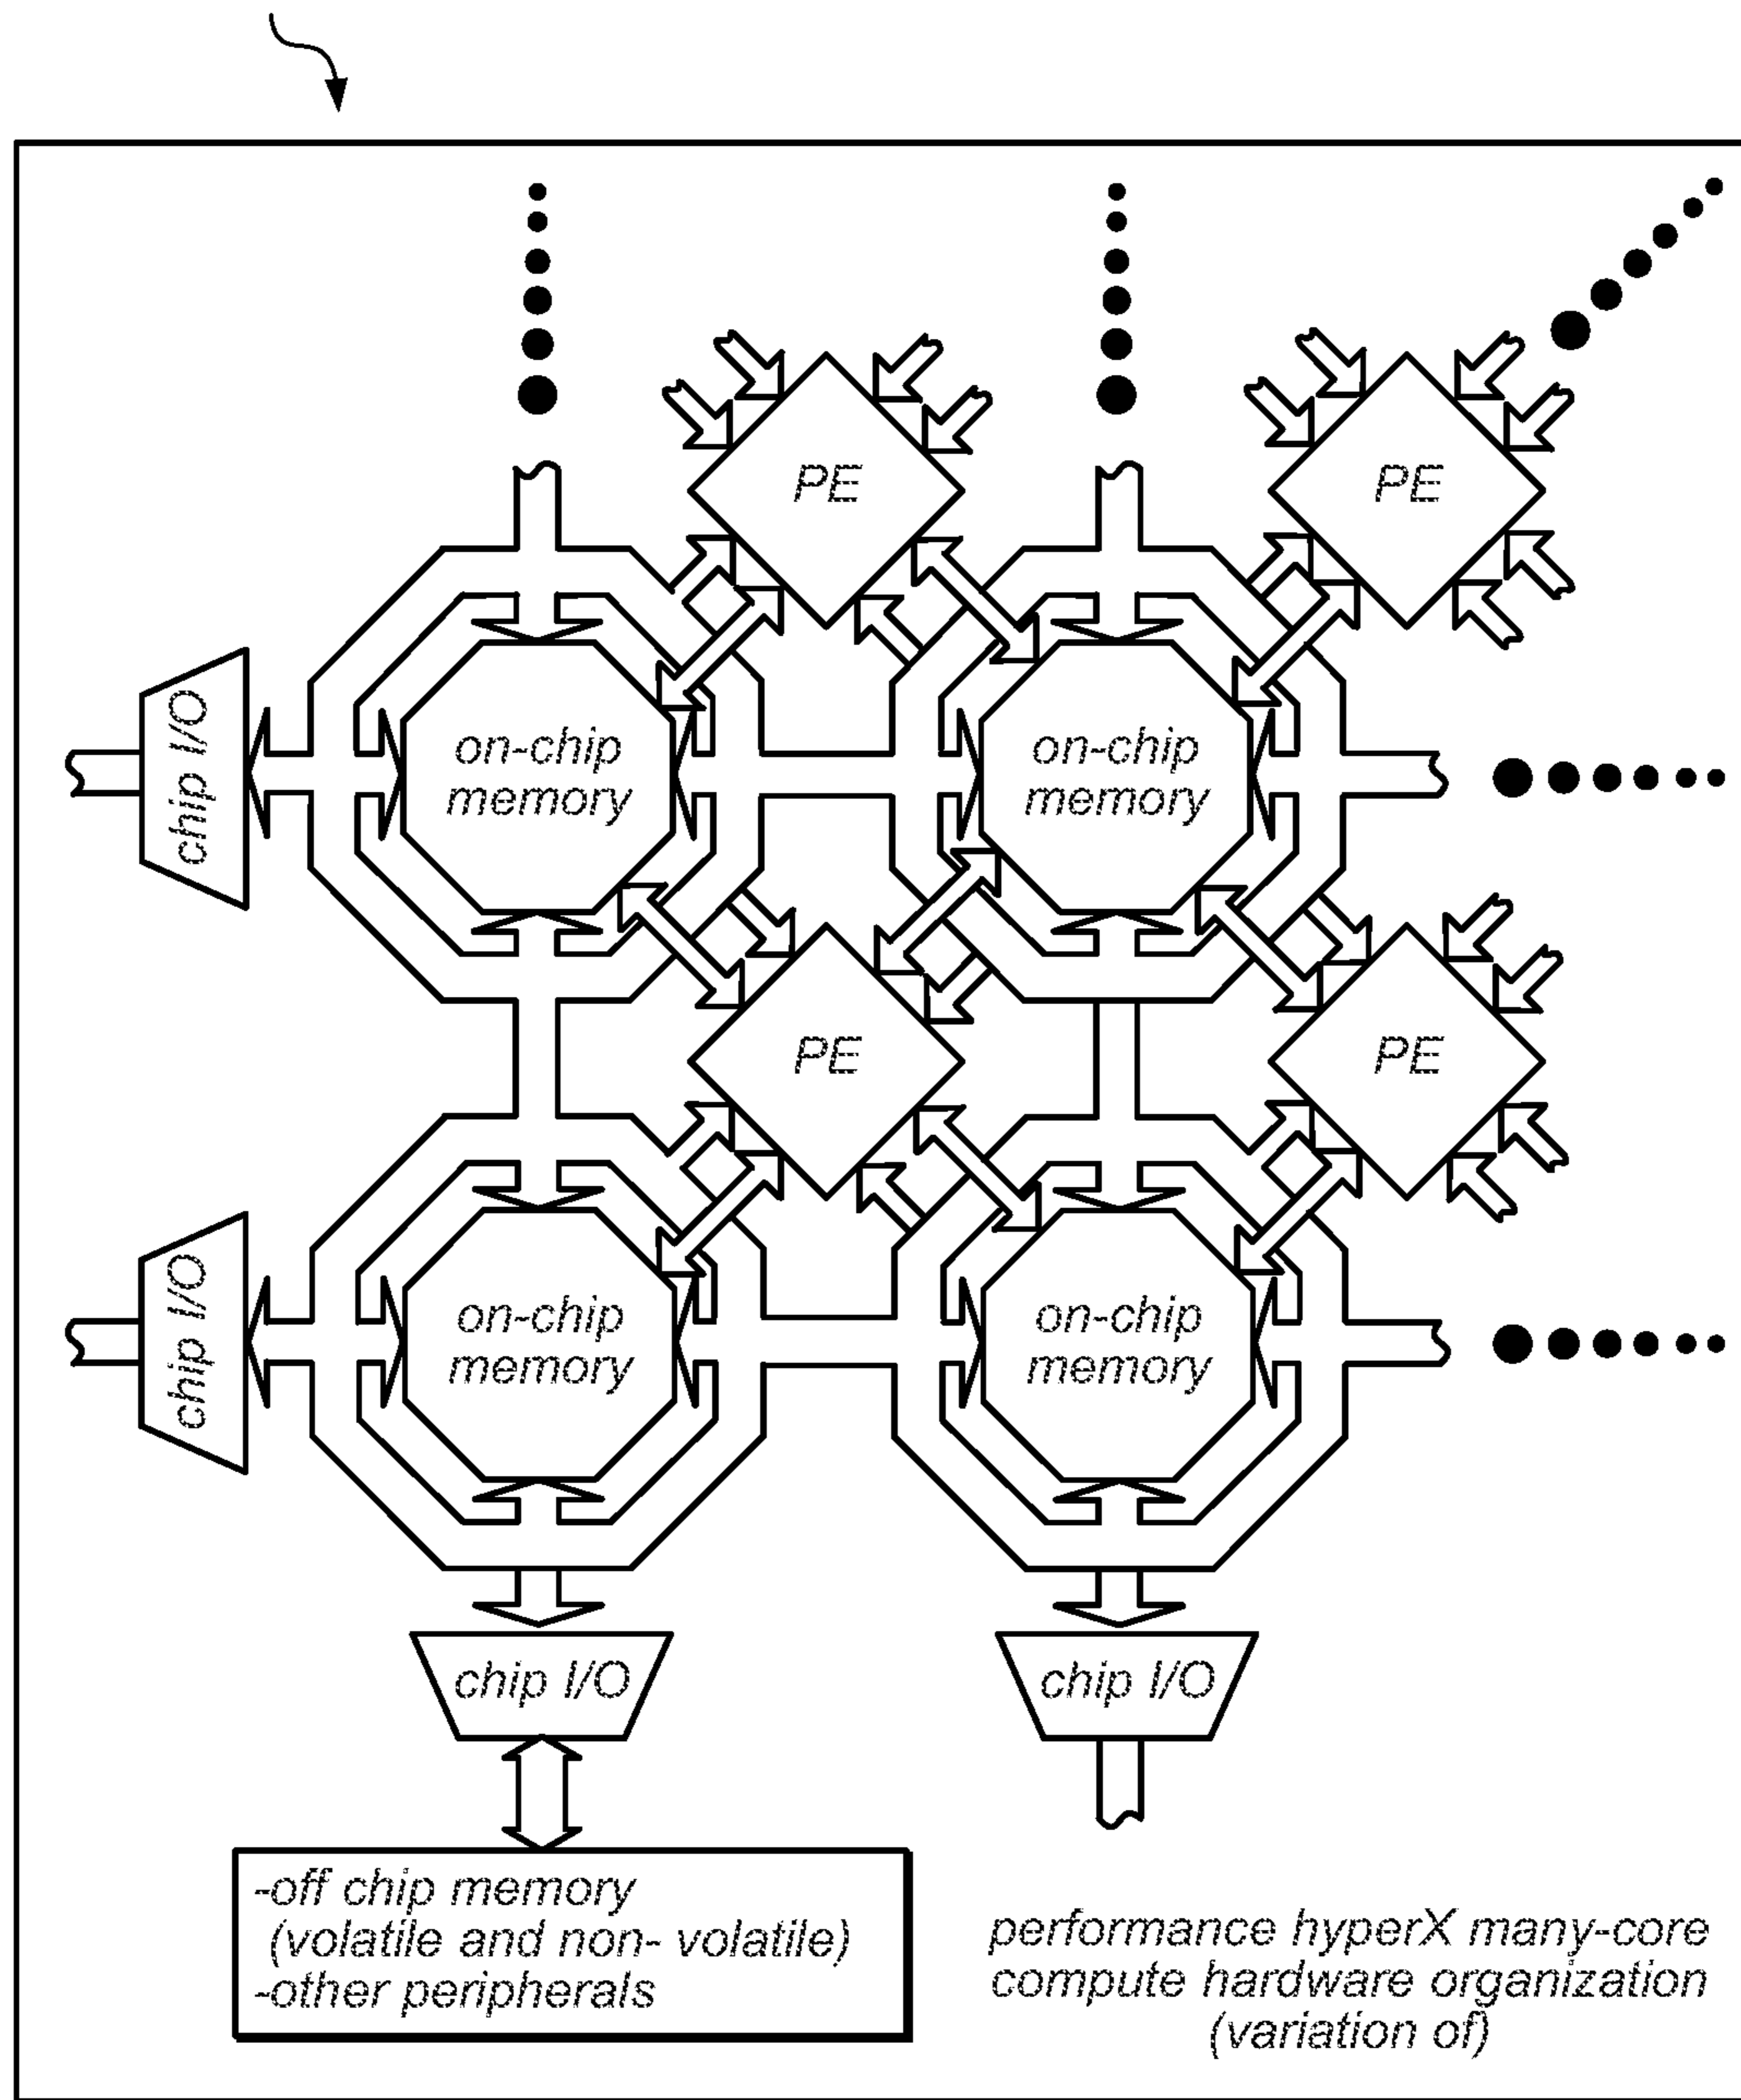 PE
PE
chip I/O
on-chip
memory
on-chip
memory
PE
PE
chip I/O
on-chip
memory
on-chip
memory
chip I/O
chip I/O
-off chip memory
(volatile and non- volatile)
-other peripherals
performance hyperX many-core
compute hardware organization
(variation of)